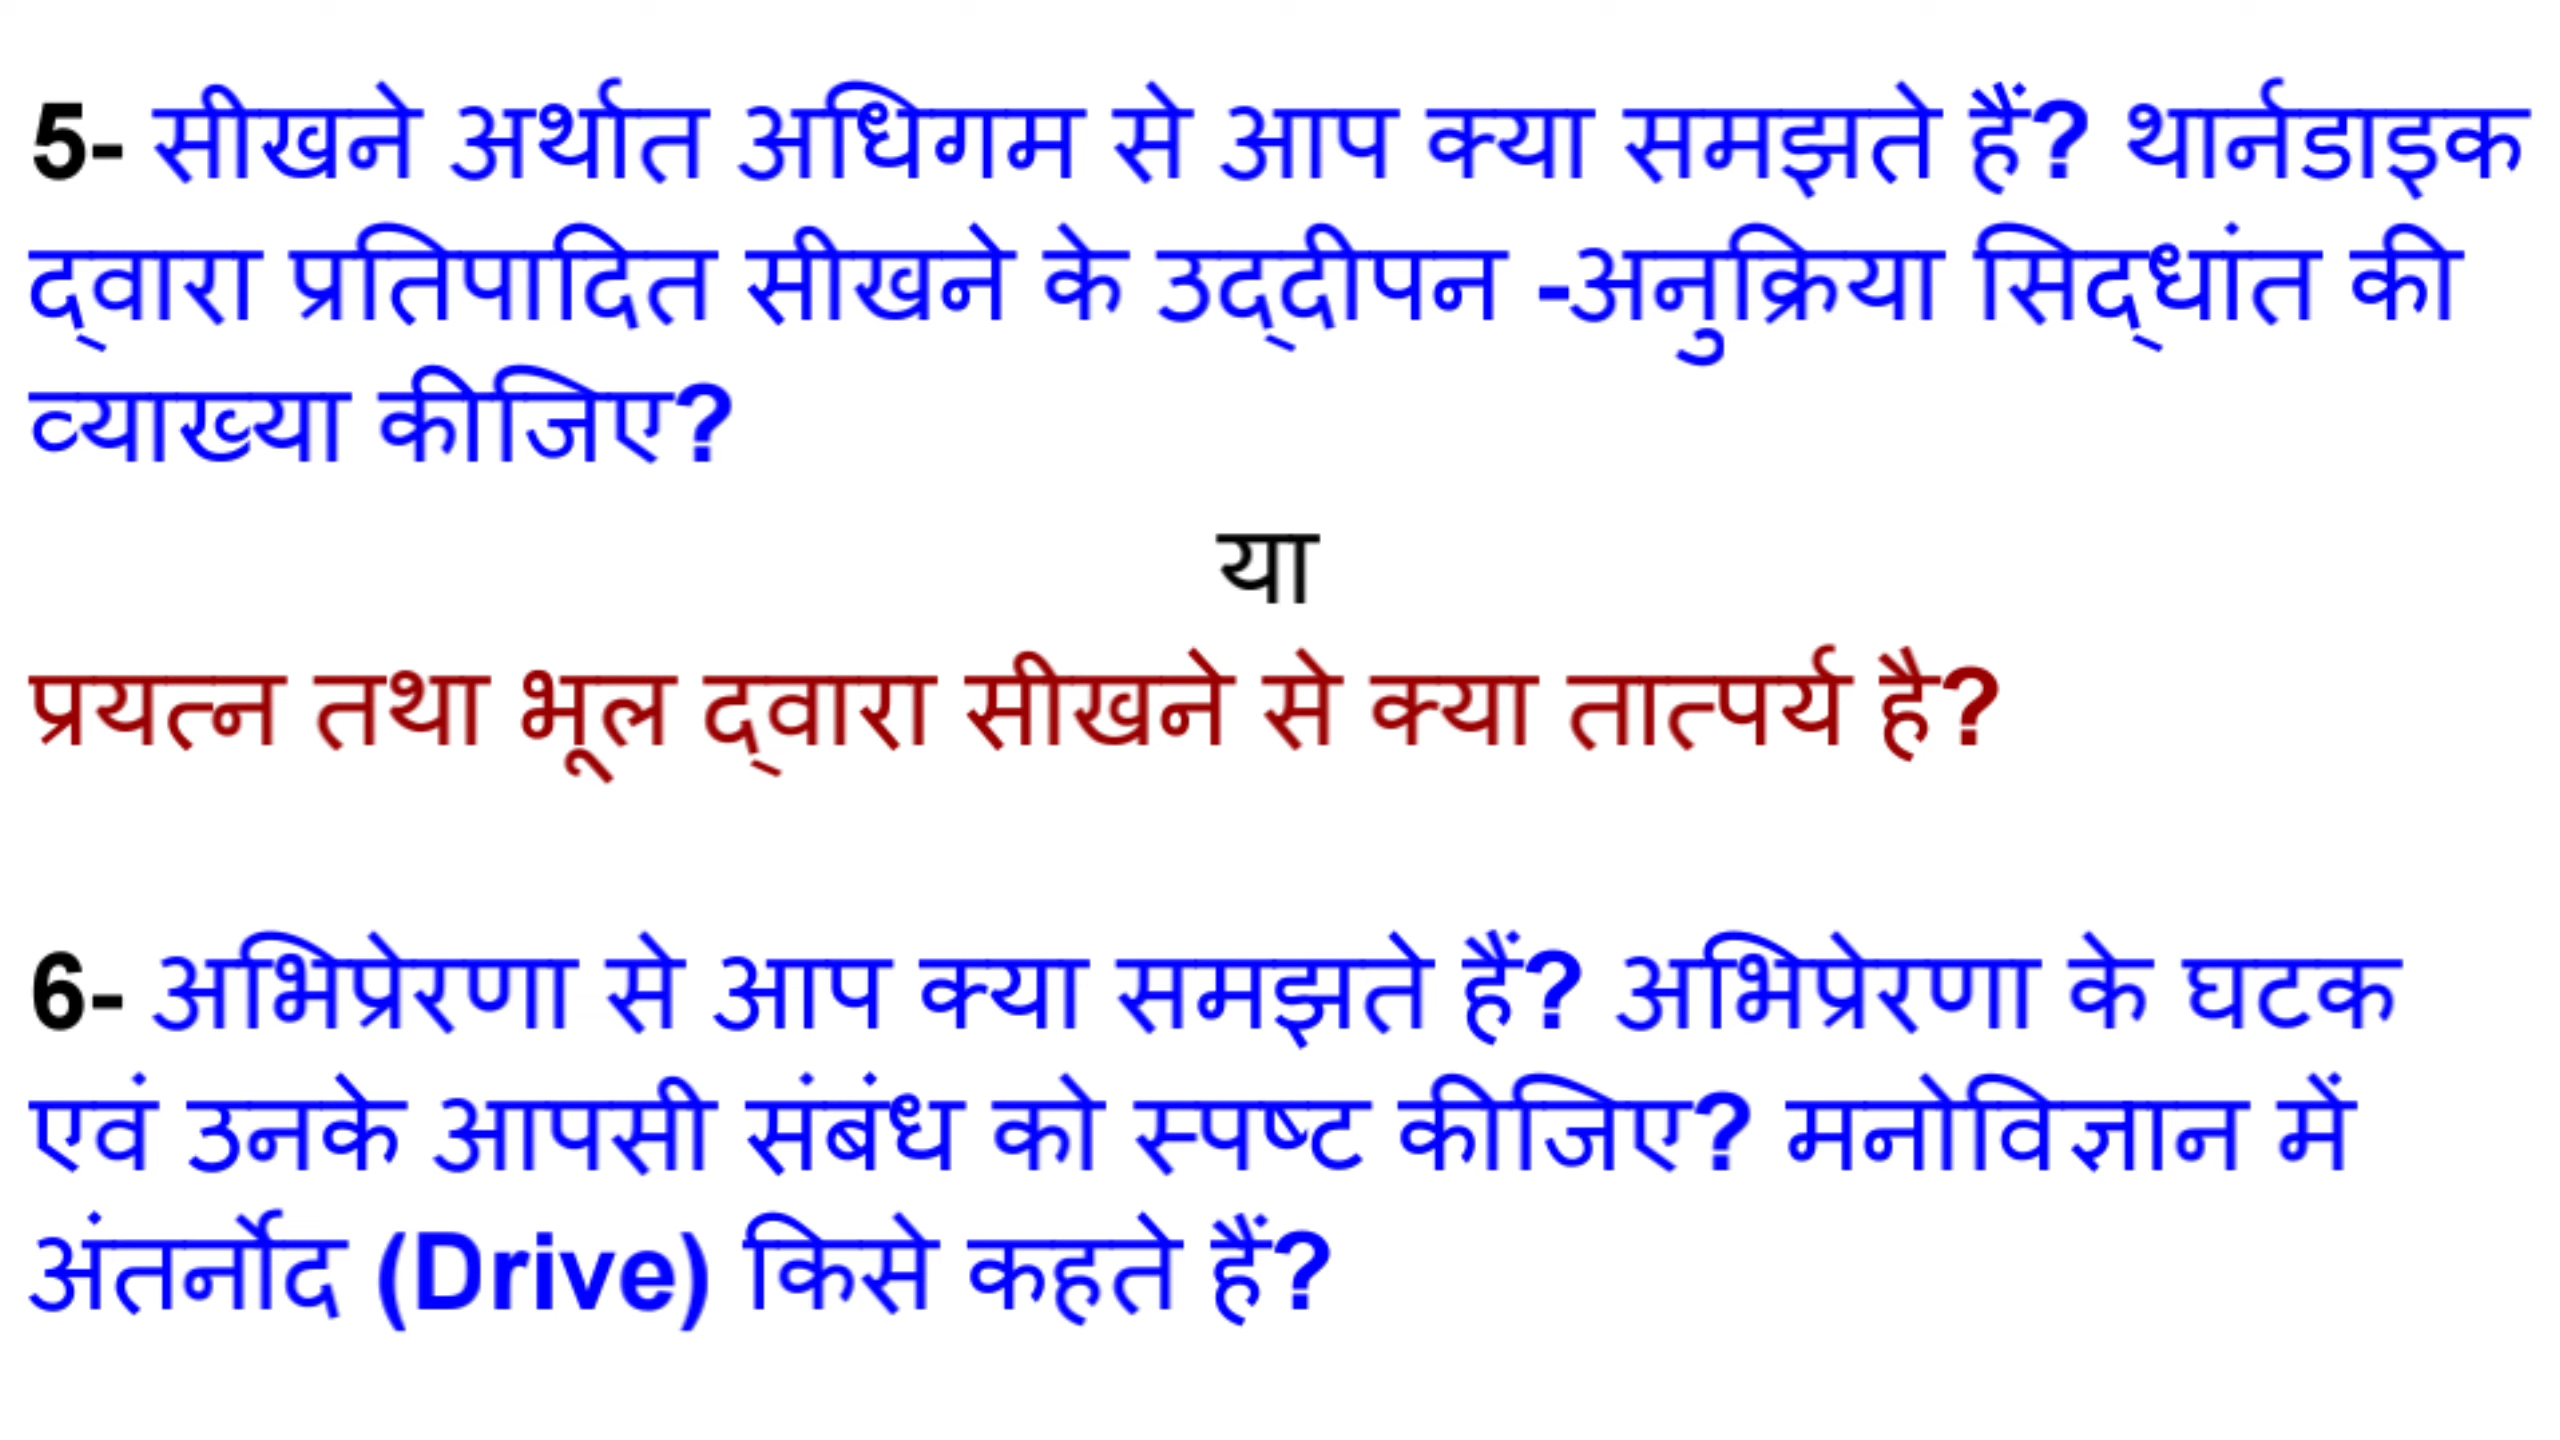 5- सीखने अर्थात अधिगम से आप क्या समझते हैं? थार्नडाइक
द्वारा प्रतिपादित सीखने के उद्दीपन -अनुक्रिया सिद्धांत की
व्याख्या कीजिए?
या
प्रयत्न तथा भूल द्वारा सीखने से क्या तात्पर्य है?
6- अभिप्रेरणा से आप क्या समझते हैं? अभिप्रेरणा के घटक
एवं उनके आपसी संबंध को स्पष्ट कीजिए? मनोविज्ञान में
अंतर्नोद (Drive) किसे कहते हैं?